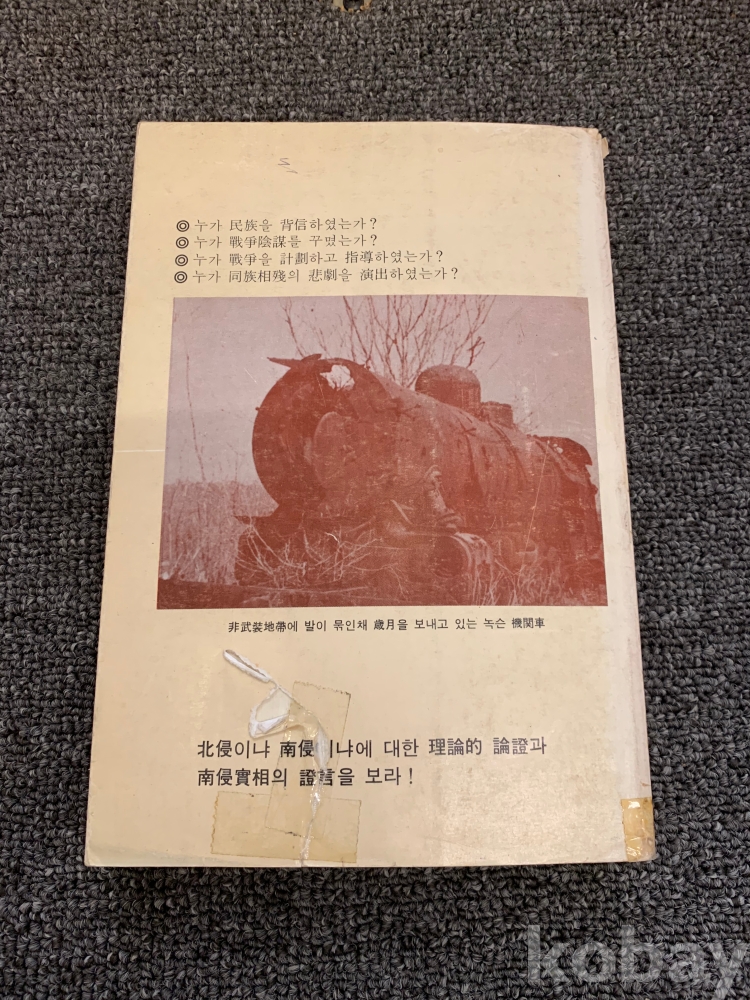 ◎ 누가 民族을 背信하였는가?
◎ 누가 戰爭陰謀를 꾸몄는가?
◎ 누가 戰爭을 計劃하고 指導하였는가?
◎ 누가 同族相殘의 悲劇을 演出하였는가?
非武裝地帶에 발이 묶인채 歲月을 보내고 있는 녹슨 機関車
北侵이냐 南侵이냐에 대한 理論的 論證과
南侵實相의 證言을 보라!
kobay